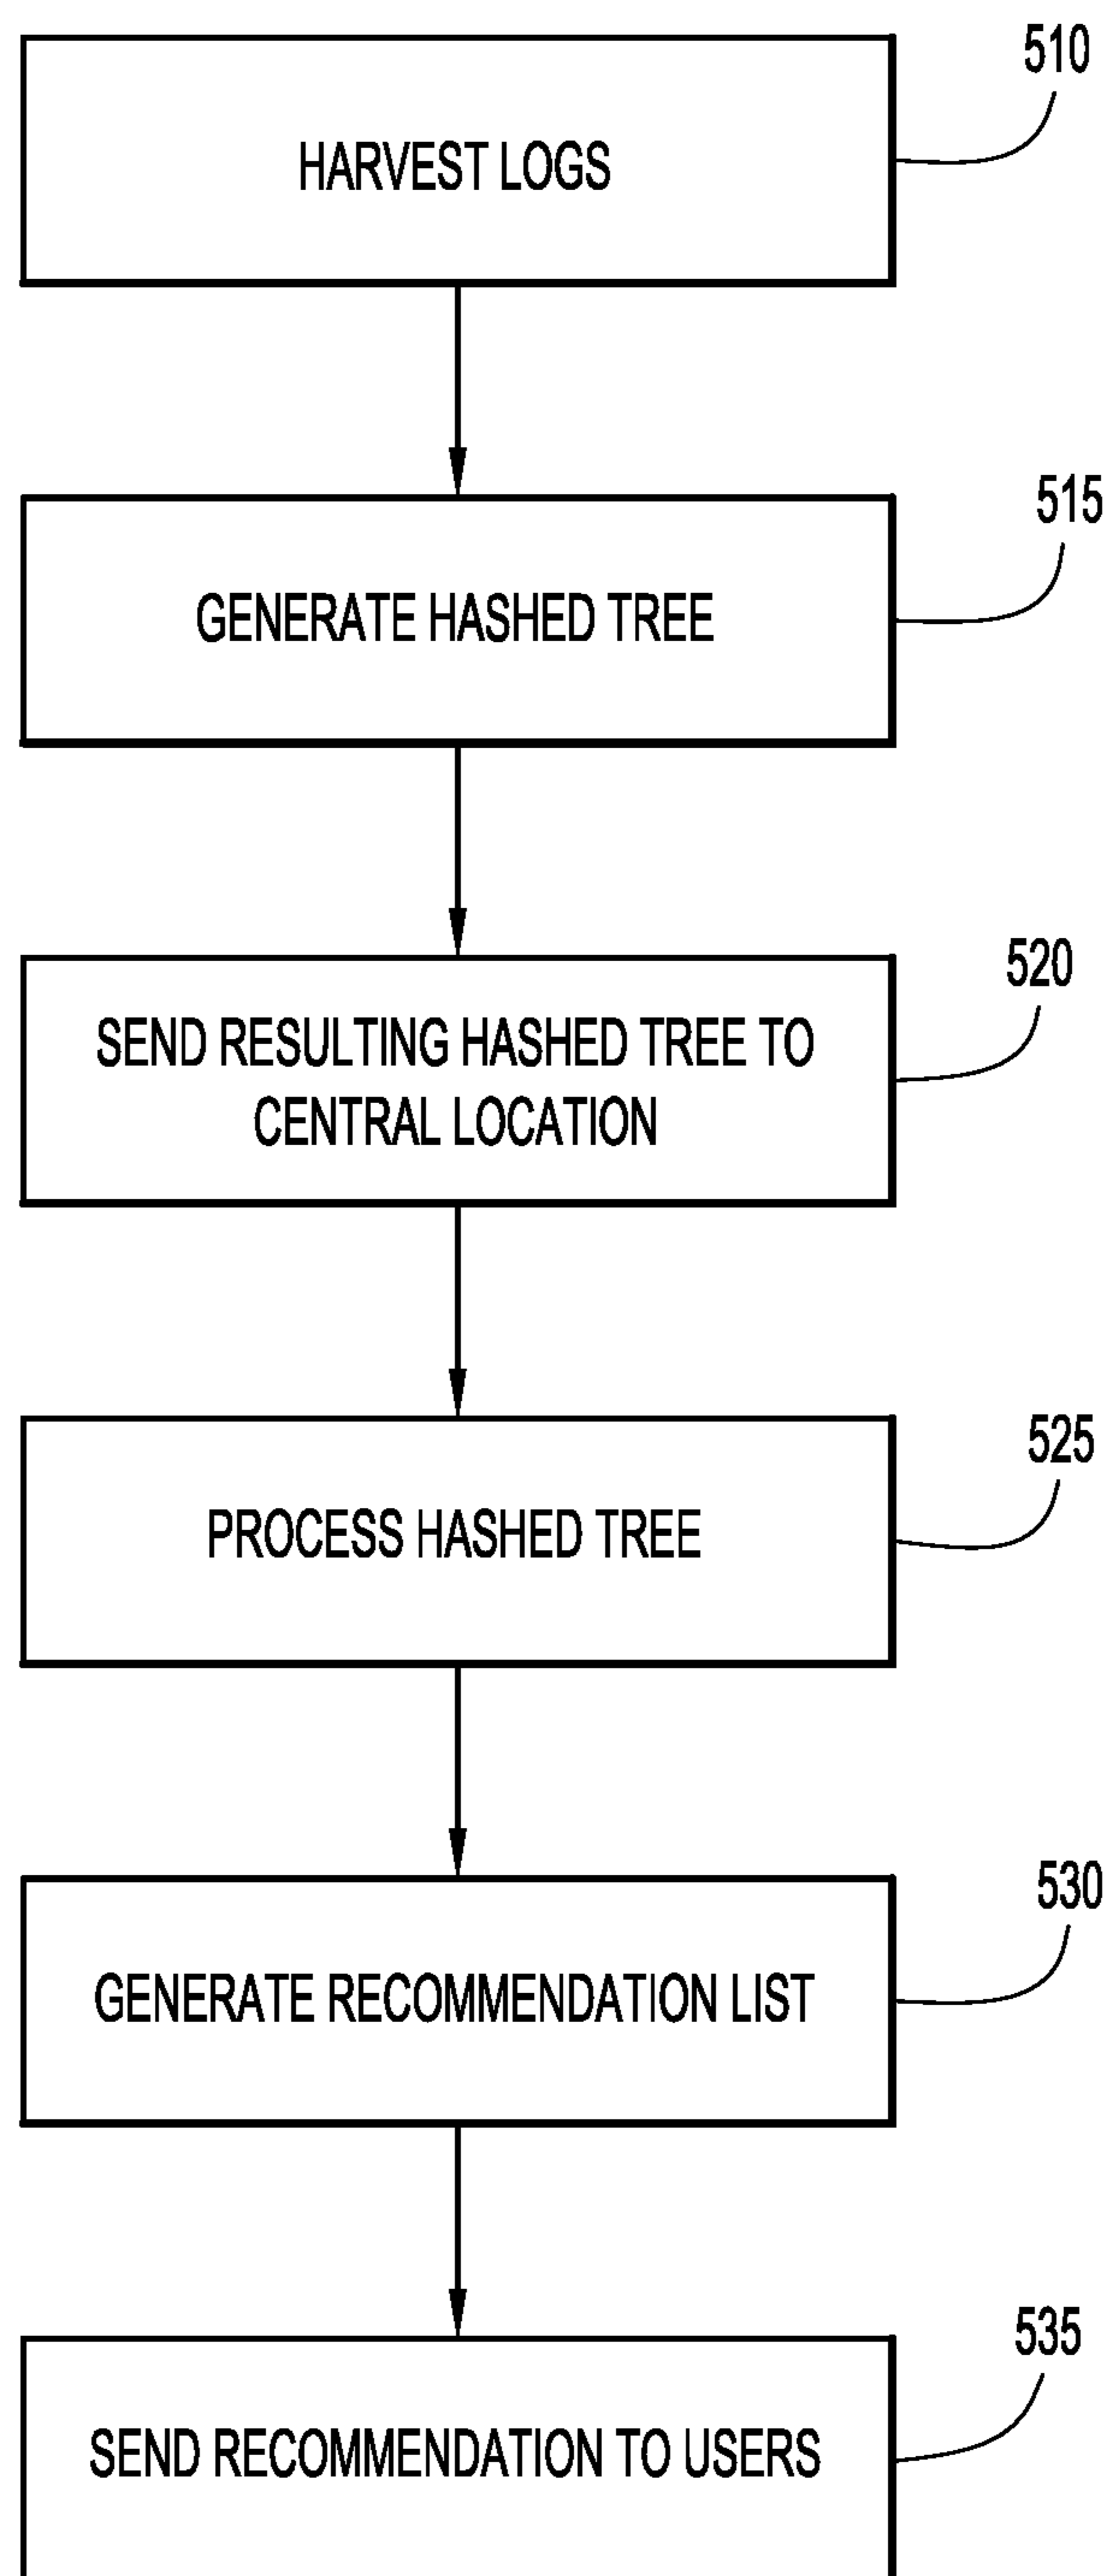 510
HARVEST LOGS
515
GENERATE HASHED TREE
520
SEND RESULTING HASHED TREE TO
CENTRAL LOCATION
525
PROCESS HASHED TREE
530
GENERATE RECOMMENDATION LIST
535
SEND RECOMMENDATION TO USERS